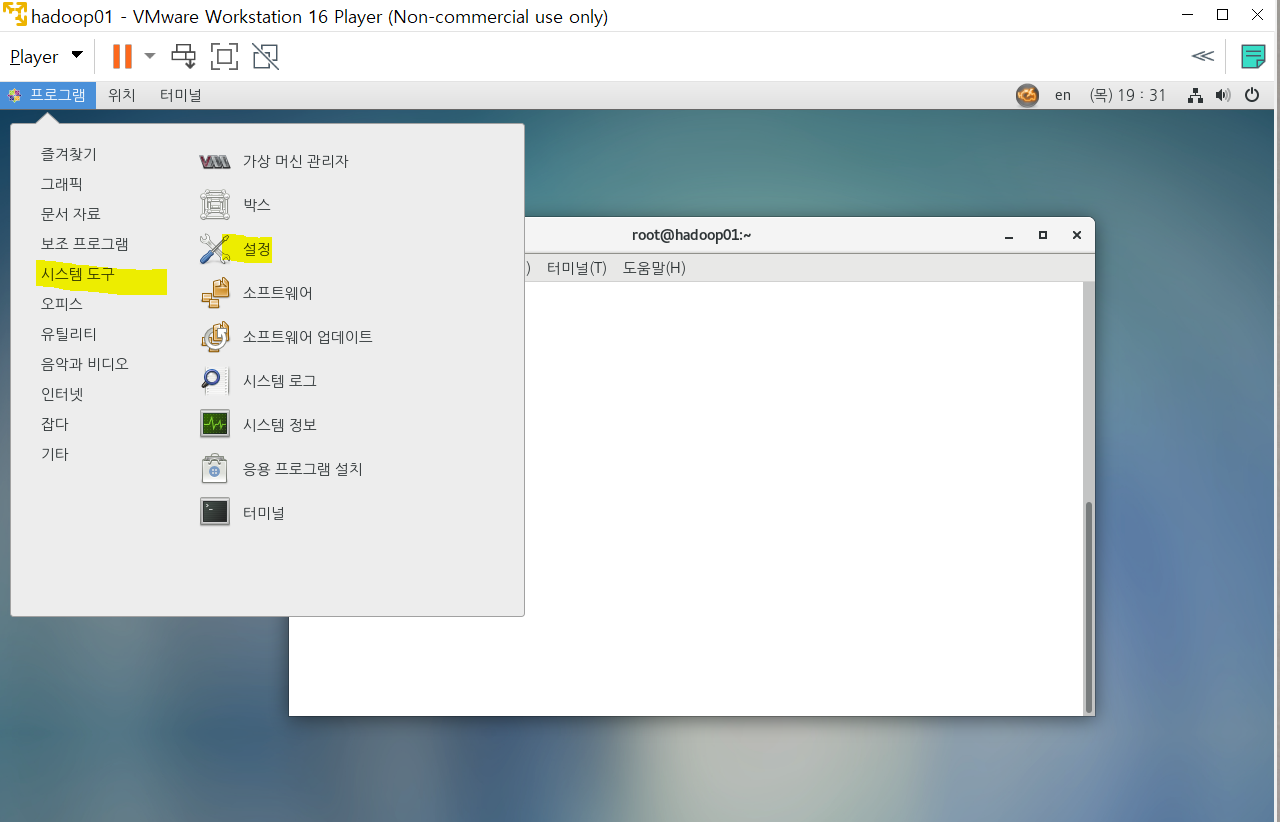 hadoop01 - VMware Workstation 16 Player (Non-commercial use only)
Player
프로그램 위치 터미널 en (목) 19 : 31
즐겨찾기
그래픽
문서 자료
보조 프로그램
시스템 도구
오피스
유틸리티
음악과 비디오
인터넷
잡다
기타
가상 머신 관리자
박스
설정
소프트웨어
소프트웨어 업데이트
시스템 로그
시스템 정보
응용 프로그램 설치
터미널
root@hadoop01:~
) 터미널(T) 도움말(H)